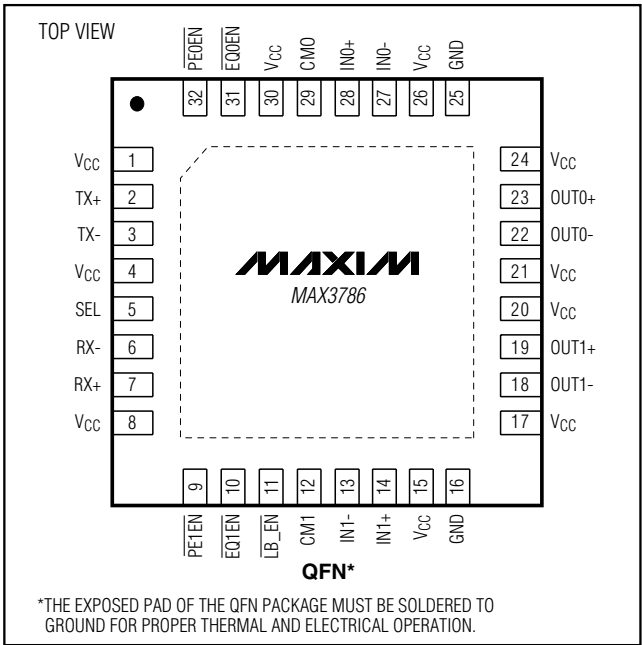 TOP VIEW
PE0EN
EQ0EN
VCC
CM0
IN0+
IN0-
VCC
GND
32
31
30
29
28
27
26
25
VCC 1
TX+ 2
TX- 3
VCC 4
SEL 5
RX- 6
RX+ 7
VCC 8
MAXIM
MAX3786
24 VCC
23 OUT0+
22 OUT0-
21 VCC
20 VCC
19 OUT1+
18 OUT1-
17 VCC
9
10
11
12
13
14
15
16
PE1EN
EQ1EN
LB_EN
CM1
IN1-
IN1+
VCC
GND
QFN*
*THE EXPOSED PAD OF THE QFN PACKAGE MUST BE SOLDERED TO
GROUND FOR PROPER THERMAL AND ELECTRICAL OPERATION.